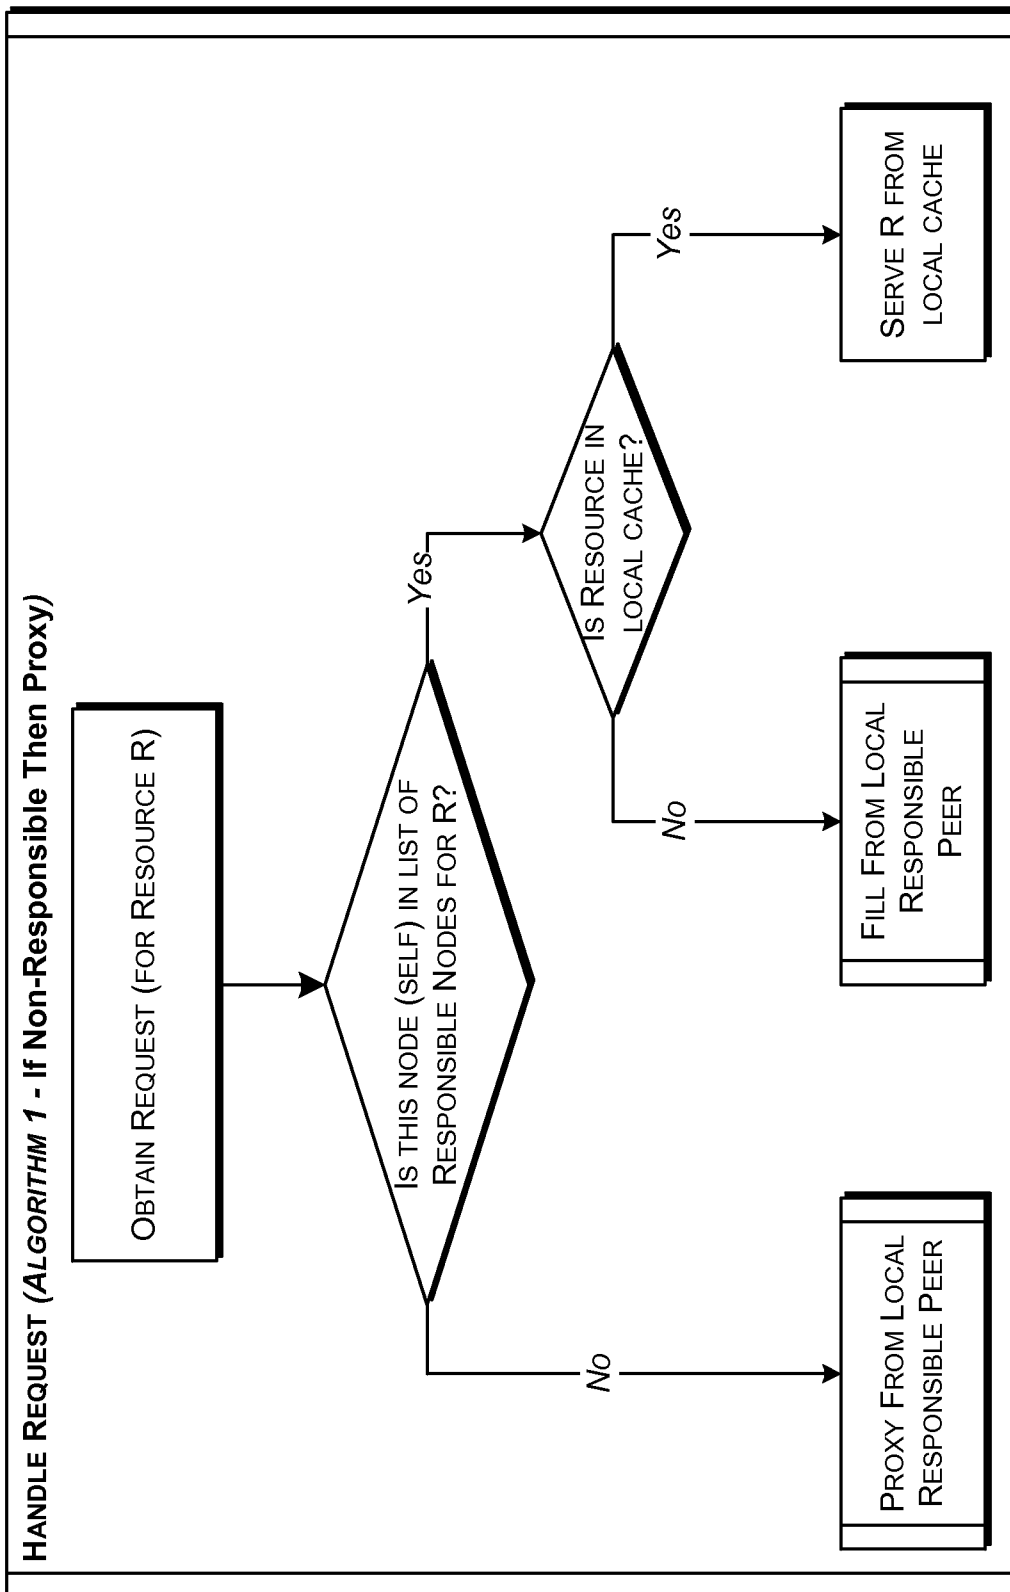 HANDLE REQUEST (ALGORITHM 1 - If Non-Responsible Then Proxy)
OBTAIN REQUEST (FOR RESOURCE R)
IS THIS NODE (SELF) IN LIST OF
RESPONSIBLE NODES FOR R?
Yes
No
IS RESOURCE IN
LOCAL CACHE?
No
Yes
PROXY FROM LOCAL
RESPONSIBLE PEER
FILL FROM LOCAL
RESPONSIBLE
PEER
SERVE R FROM
LOCAL CACHE